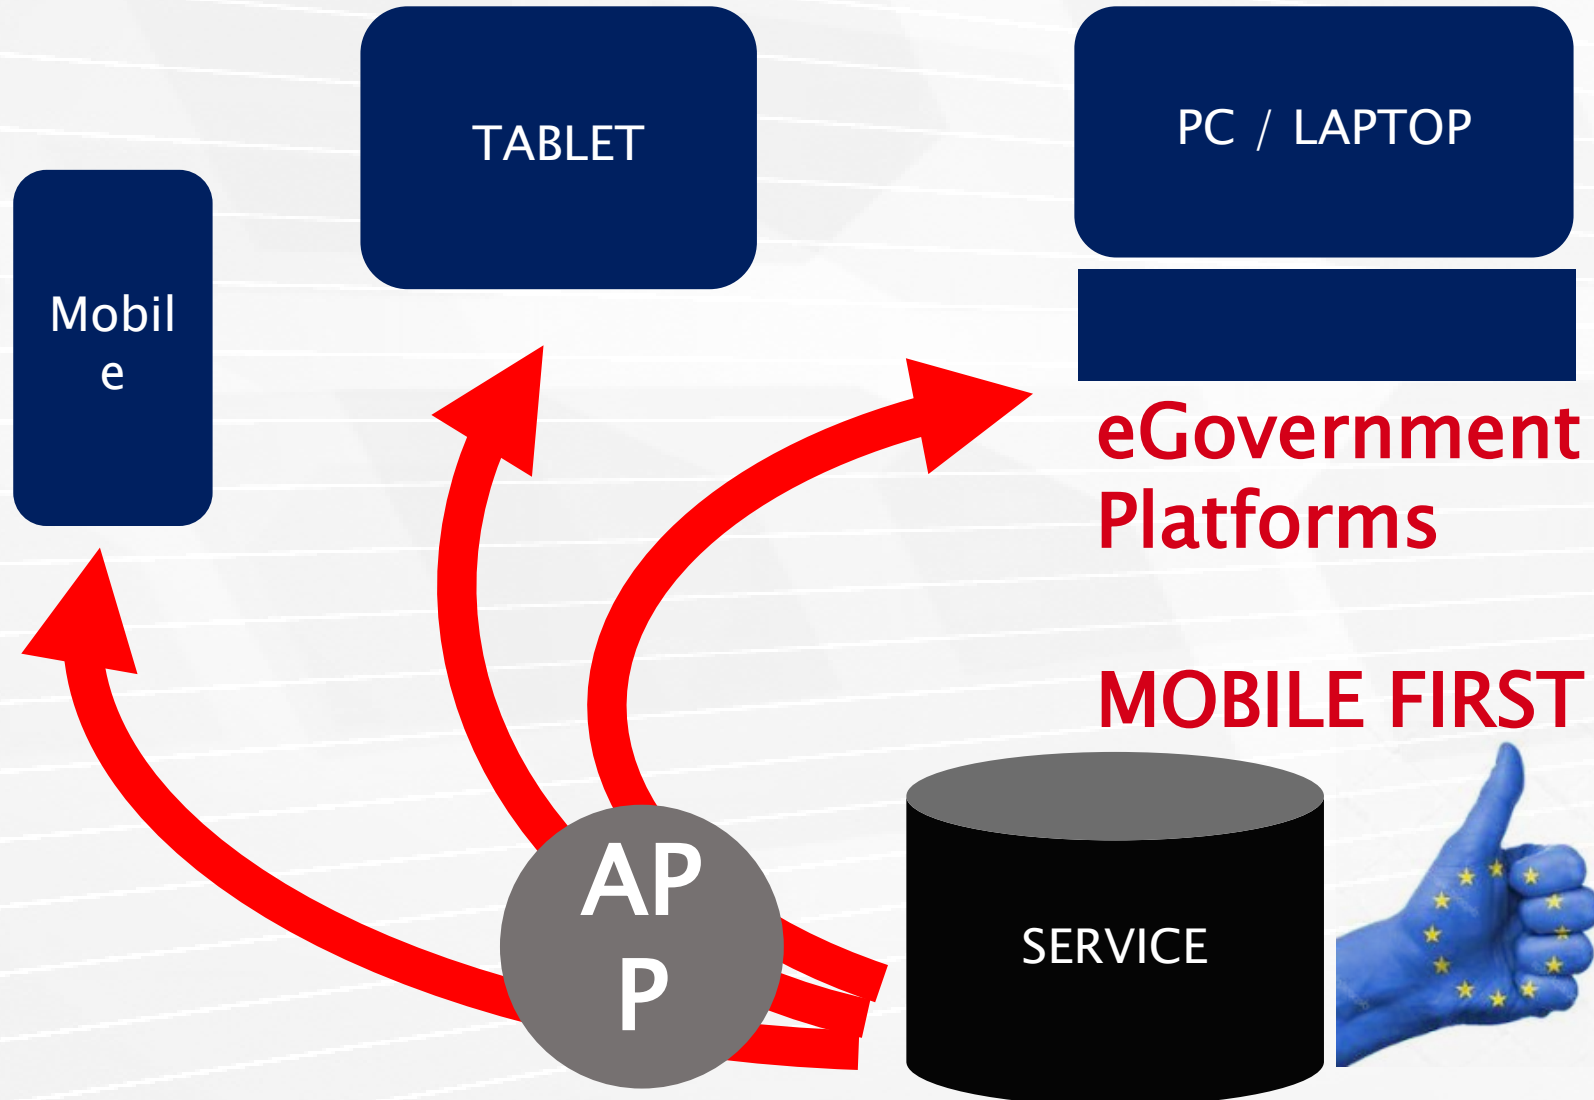 TABLET
PC / LAPTOP
Mobil
e
eGovernment
Platforms
MOBILE FIRST
AP
P
SERVICE